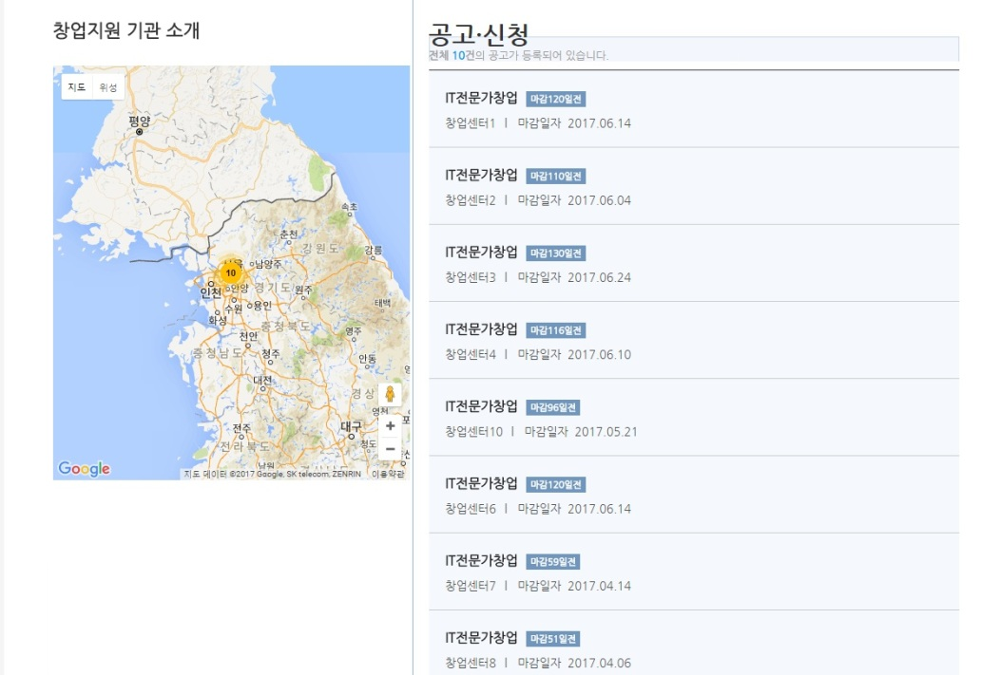 창업지원 기관 소개
지도 위성
평양
속초
춘천
강원도
강릉
10
남양주
인천
안양
경기도
원주
수원
용인
화성
태백
충청북도
천안
영주
충청남도
청주
안동
대전
경상
영천
전주
대구
청도
전라북도
남원
Google
지도 데이터 ©2017 Google, SK telecom, ZENRIN 이용약관
공고·신청
전체 10건의 공고가 등록되어 있습니다.
IT전문가창업 마감120일전
창업센터1 | 마감일자 2017.06.14
IT전문가창업 마감110일전
창업센터2 | 마감일자 2017.06.04
IT전문가창업 마감130일전
창업센터3 | 마감일자 2017.06.24
IT전문가창업 마감116일전
창업센터4 | 마감일자 2017.06.10
IT전문가창업 마감96일전
창업센터10 | 마감일자 2017.05.21
IT전문가창업 마감120일전
창업센터6 | 마감일자 2017.06.14
IT전문가창업 마감59일전
창업센터7 | 마감일자 2017.04.14
IT전문가창업 마감51일전
창업센터8 | 마감일자 2017.04.06